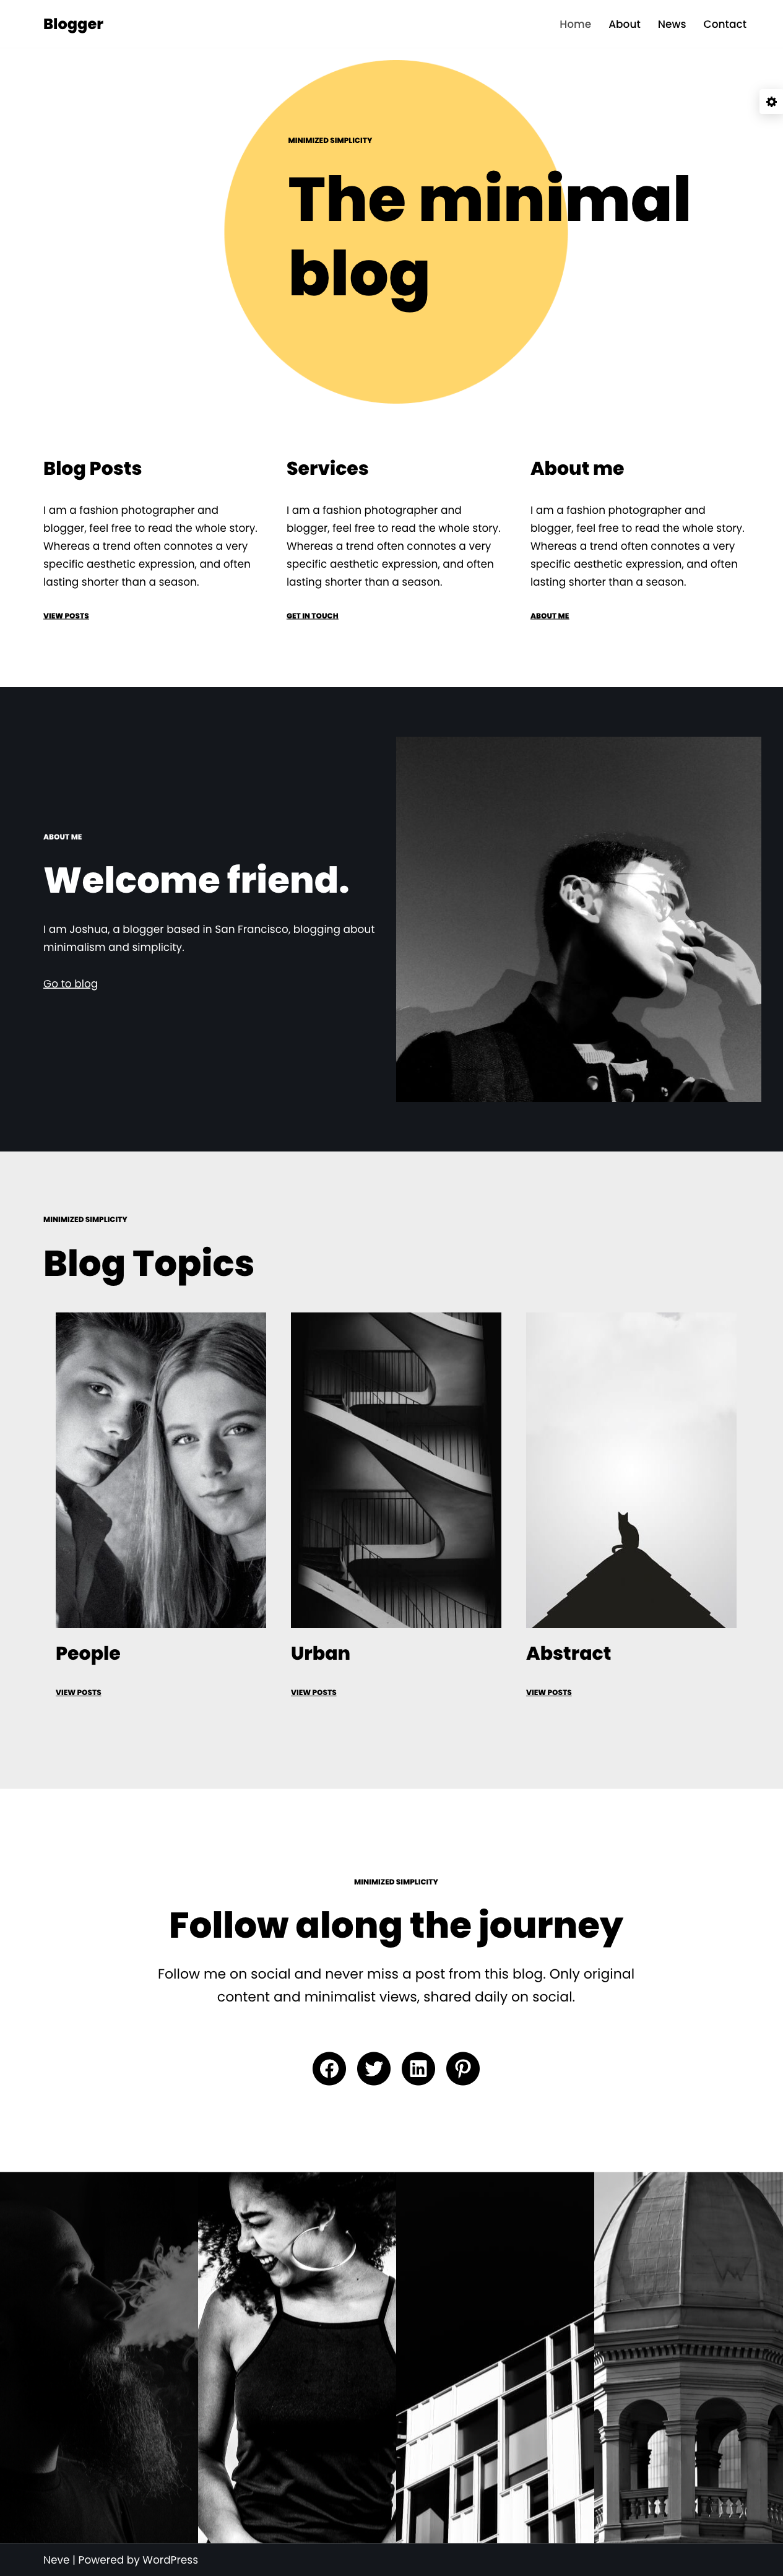 Blogger
Home About News Contact
MINIMIZED SIMPLICITY
The minimal
blog
Blog Posts
I am a fashion photographer and
blogger, feel free to read the whole story.
Whereas a trend often connotes a very
specific aesthetic expression, and often
lasting shorter than a season.
VIEW POSTS
Services
I am a fashion photographer and
blogger, feel free to read the whole story.
Whereas a trend often connotes a very
specific aesthetic expression, and often
lasting shorter than a season.
GET IN TOUCH
About me
I am a fashion photographer and
blogger, feel free to read the whole story.
Whereas a trend often connotes a very
specific aesthetic expression, and often
lasting shorter than a season.
ABOUT ME
ABOUT ME
Welcome friend.
I am Joshua, a blogger based in San Francisco, blogging about
minimalism and simplicity.
Go to blog
MINIMIZED SIMPLICITY
Blog Topics
People
VIEW POSTS
Urban
VIEW POSTS
Abstract
VIEW POSTS
MINIMIZED SIMPLICITY
Follow along the journey
Follow me on social and never miss a post from this blog. Only original
content and minimalist views, shared daily on social.
Neve | Powered by WordPress